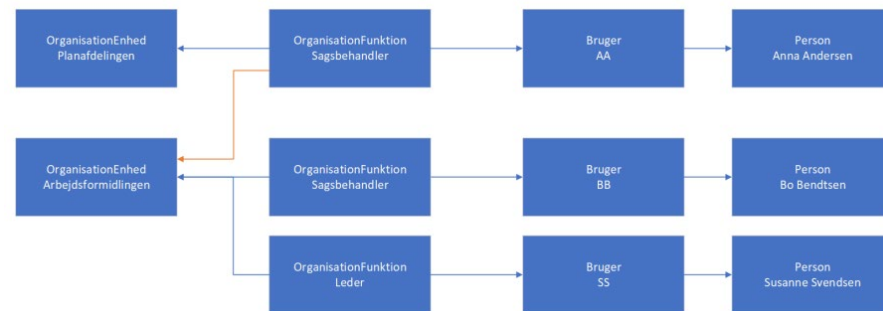 OrganisationEnhed
Planafdelingen
OrganisationFunktion
Sagsbehandler
Bruger
AA
Person
Anna Andersen
OrganisationEnhed
Arbejdsformidlingen
OrganisationFunktion
Sagsbehandler
Bruger
BB
Person
Bo Bendtsen
OrganisationFunktion
Leder
Bruger
SS
Person
Susanne Svendsen